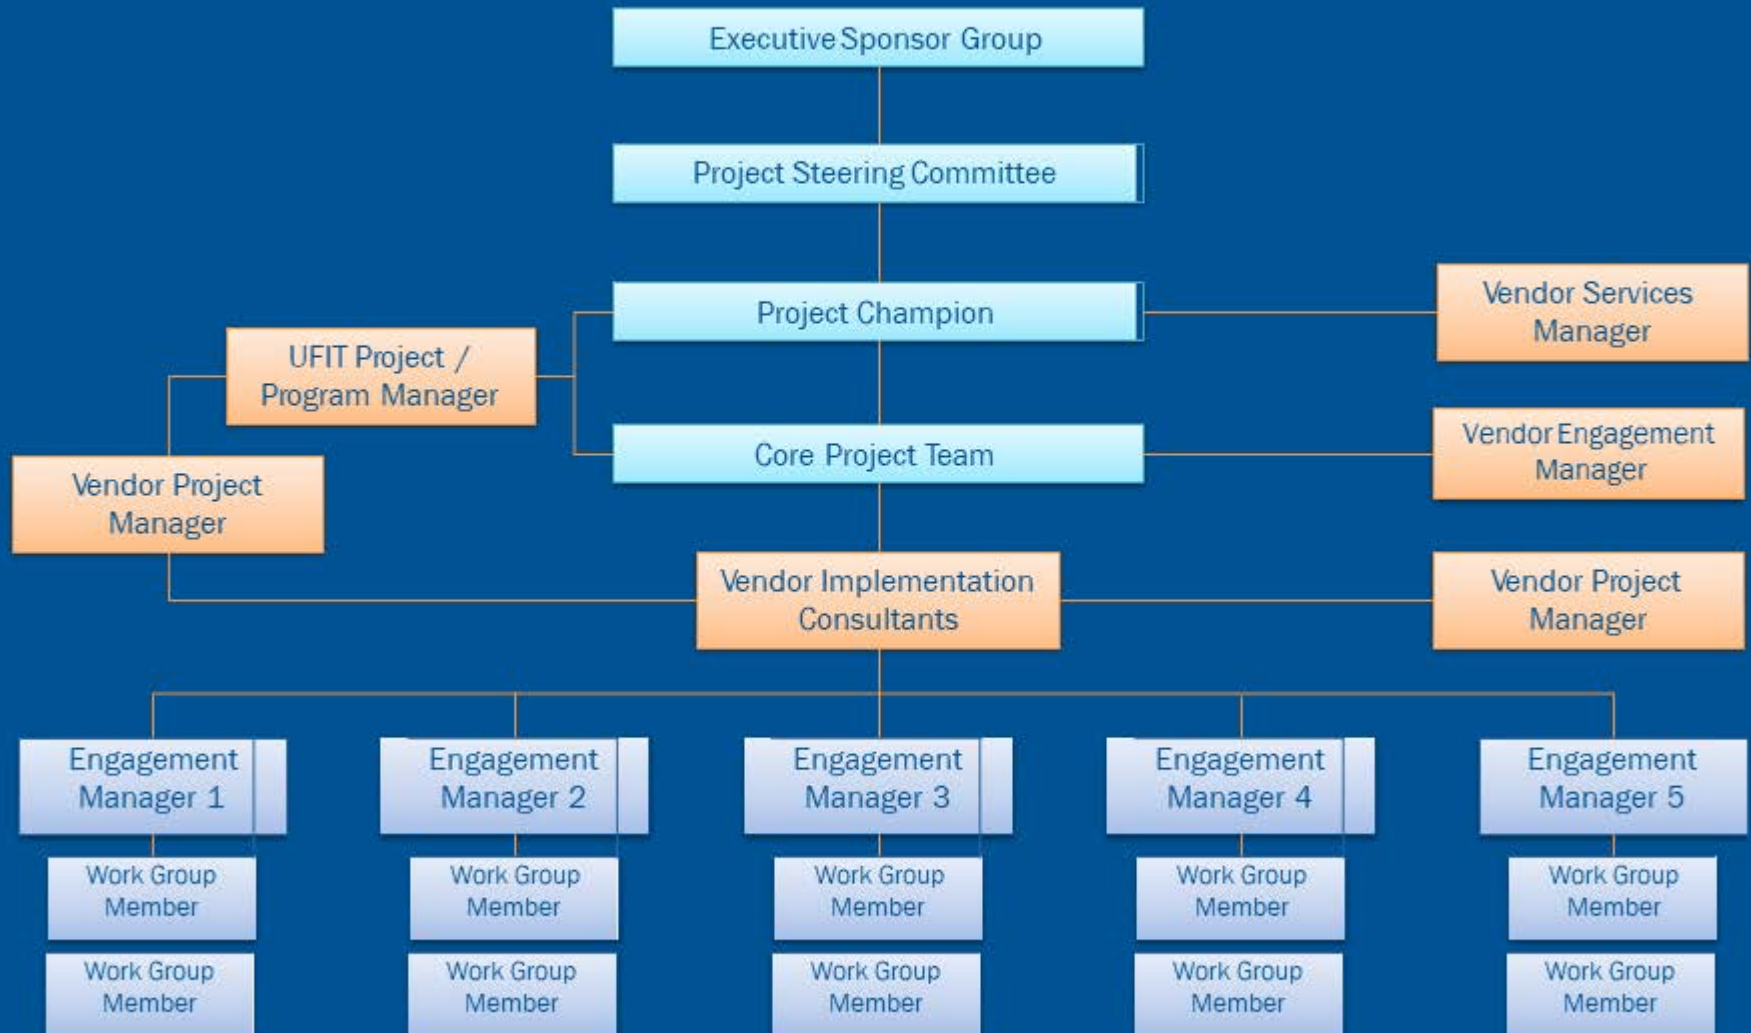 Executive Sponsor Group
Project Steering Committee
Project Champion
Vendor Services
Manager
UFIT Project /
Program Manager
Core Project Team
Vendor Engagement
Manager
Vendor Project
Manager
Vendor Implementation
Consultants
Vendor Project
Manager
Engagement
Manager 1
Engagement
Manager 2
Engagement
Manager 3
Engagement
Manager 4
Engagement
Manager 5
Work Group
Member
Work Group
Member
Work Group
Member
Work Group
Member
Work Group
Member
Work Group
Member
Work Group
Member
Work Group
Member
Work Group
Member
Work Group
Member